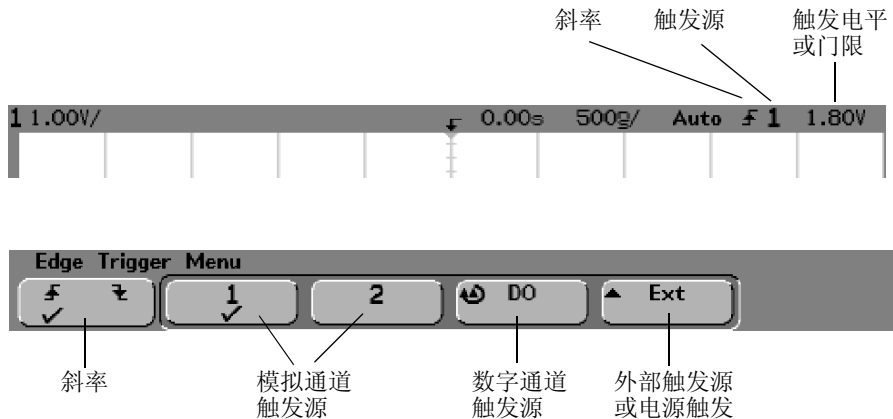 斜率 触发源 触发电平
或门限
1 1.00V/ 0.00s 500 / Auto 1 1.80V
Edge Trigger Menu
1 2 D0 Ext
斜率 模拟通道 数字通道 外部触发源
触发源 触发源 或电源触发